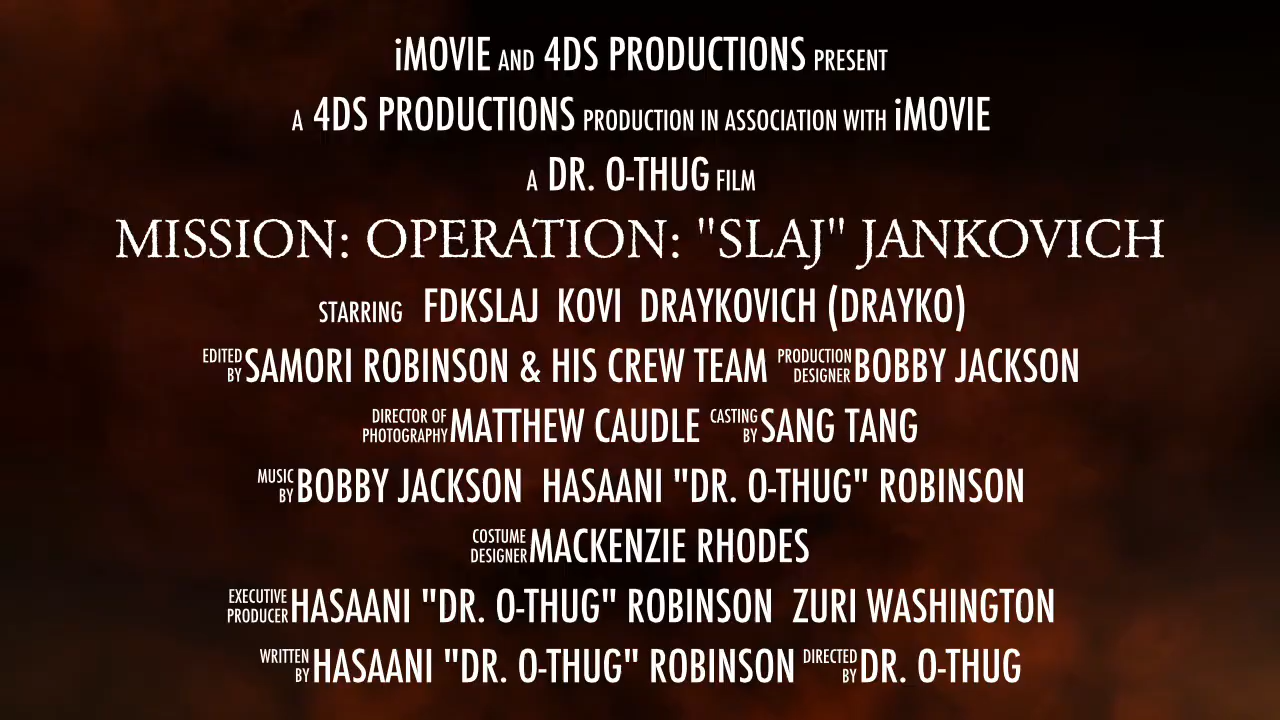 iMOVIE AND 4DS PRODUCTIONS PRESENT
A 4DS PRODUCTIONS PRODUCTION IN ASSOCIATION WITH iMOVIE
A DR. O-THUG FILM
MISSION: OPERATION: "SLAJ" JANKOVICH
STARRING FDKSLAJ KOVI DRAYKOVICH (DRAYKO)
EDITED BY SAMORI ROBINSON & HIS CREW TEAM PRODUCTION DESIGNER BOBBY JACKSON
DIRECTOR OF PHOTOGRAPHY MATTHEW CAUDLE CASTING BY SANG TANG
MUSIC BY BOBBY JACKSON HASAANI "DR. O-THUG" ROBINSON
COSTUME DESIGNER MACKENZIE RHODES
EXECUTIVE PRODUCER HASAANI "DR. O-THUG" ROBINSON ZURI WASHINGTON
WRITTEN BY HASAANI "DR. O-THUG" ROBINSON DIRECTED BY DR. O-THUG